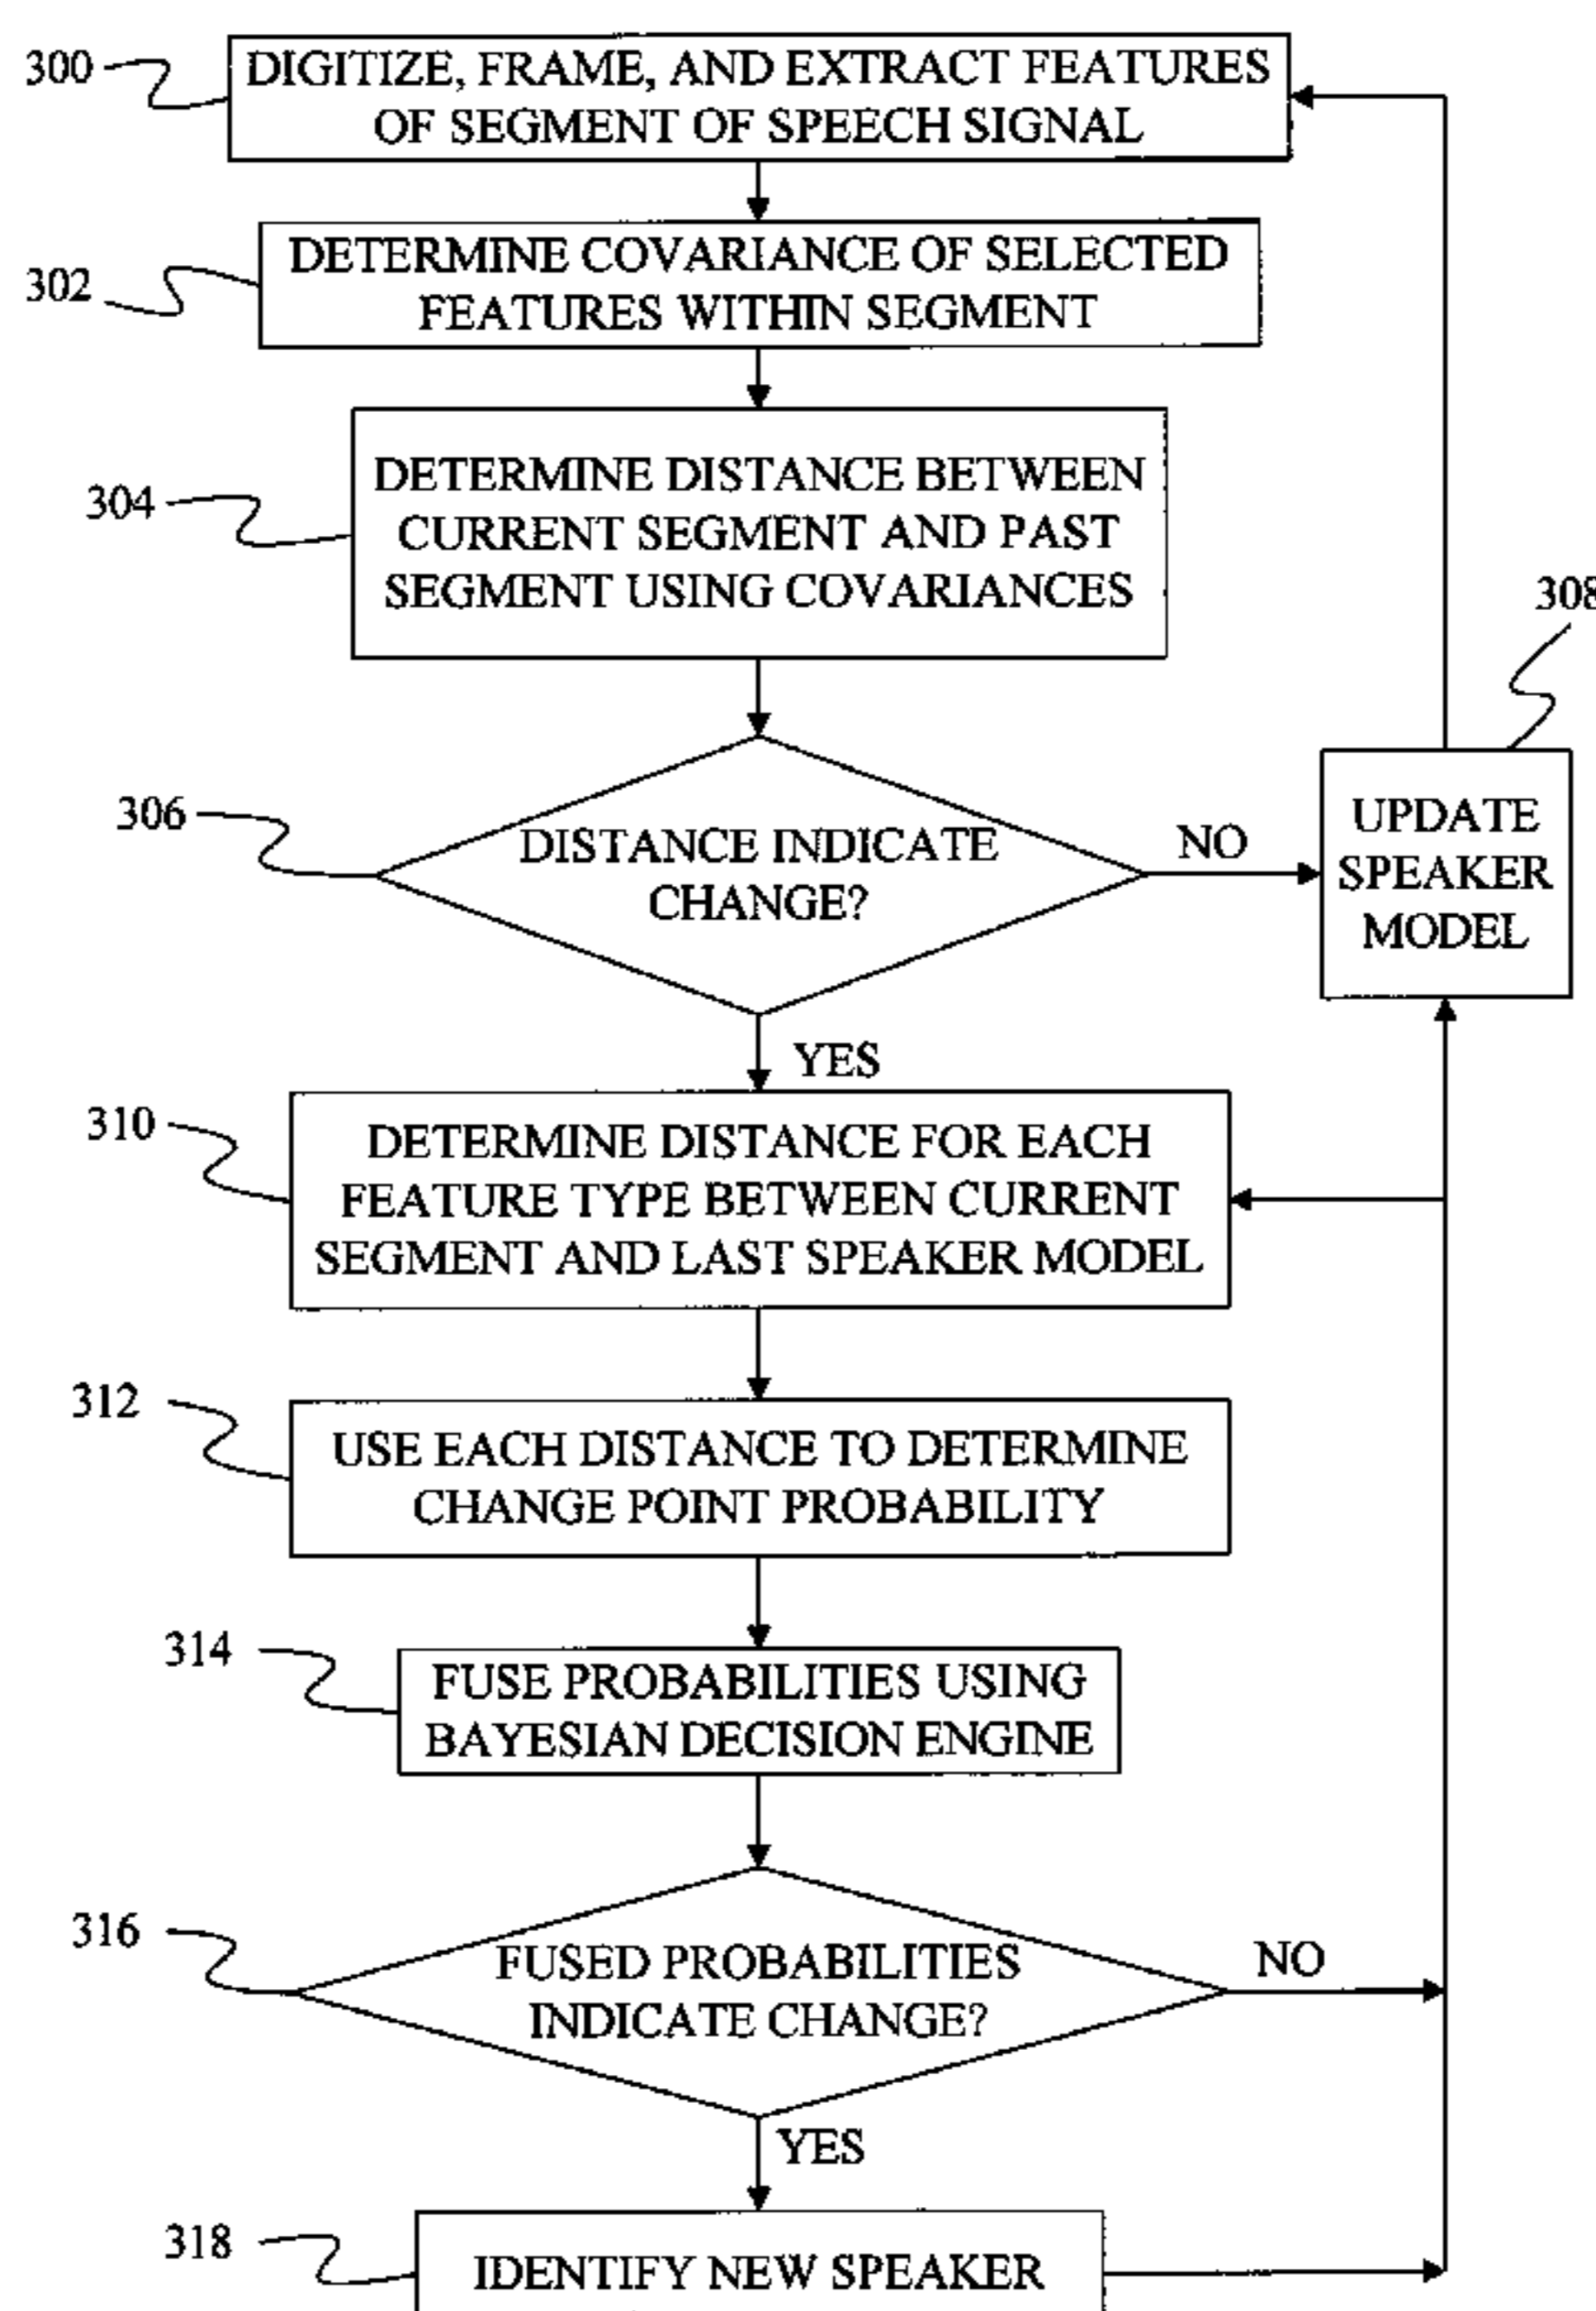 300
DIGITIZE, FRAME, AND EXTRACT FEATURES
OF SEGMENT OF SPEECH SIGNAL
302
DETERMINE COVARIANCE OF SELECTED
FEATURES WITHIN SEGMENT
304
DETERMINE DISTANCE BETWEEN
CURRENT SEGMENT AND PAST
SEGMENT USING COVARIANCES
306
DISTANCE INDICATE
CHANGE?
NO
308
UPDATE
SPEAKER
MODEL
YES
310
DETERMINE DISTANCE FOR EACH
FEATURE TYPE BETWEEN CURRENT
SEGMENT AND LAST SPEAKER MODEL
312
USE EACH DISTANCE TO DETERMINE
CHANGE POINT PROBABILITY
314
FUSE PROBABILITIES USING
BAYESIAN DECISION ENGINE
316
FUSED PROBABILITIES
INDICATE CHANGE?
NO
YES
318
IDENTIFY NEW SPEAKER